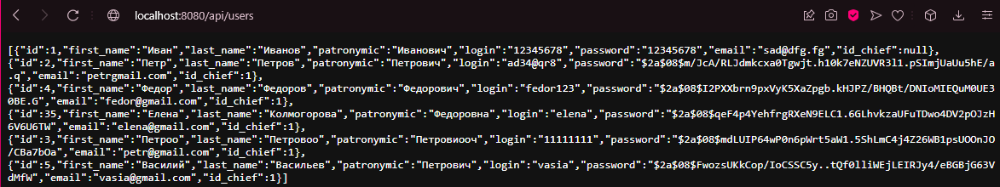 localhost:8080/api/users
[{"id":1,"first_name":"Иван","last_name":"Иванов","patronymic":"Иванович","login":"12345678","password":"12345678","email":"sad@dfg.fg","id_chief":null},
{"id":2,"first_name":"Петр","last_name":"Петров","patronymic":"Петрович","login":"ad34@qr8","password":"$2a$08$m/JcA/RLJdmkcxa0Tgwjt.h10k7eNZUVR3l1.pSImjUaUu5hE/a
.q","email":"petrgmail.com","id_chief":1},
{"id":4,"first_name":"Федор","last_name":"Федоров","patronymic":"Федорович","login":"fedor123","password":"$2a$08$I2PXXbrn9pxVyK5XaZpgb.kHJPZ/BHQBt/DNIoMIEQuM0UE3
0BE.G","email":"fedor@gmail.com","id_chief":1},
{"id":35,"first_name":"Елена","last_name":"Колмогорова","patronymic":"Федоровна","login":"elena","password":"$2a$08$qeF4p4YehfrgRXeN9ELC1.6GLhvkzaUFuTDwo4DV2pOJzH
6V6U6TW","email":"elena@gmail.com","id_chief":1},
{"id":3,"first_name":"Петроо","last_name":"Петровоо","patronymic":"Петровиооч","login":"11111111","password":"$2a$08$mdLUIP64wP0n6pWrt5aW1.5ShLmC4j4Z26WB1psUOOnJO
/CBa7bOa","email":"petr@gmail.com","id_chief":1},
{"id":5,"first_name":"Василий","last_name":"Васильев","patronymic":"Петрович","login":"vasia","password":"$2a$08$FwozsUKkCop/IoCSSC5y..tQf0lliWEjLEIRJy4/eBGBjG63V
dMfW","email":"vasia@gmail.com","id_chief":1}]